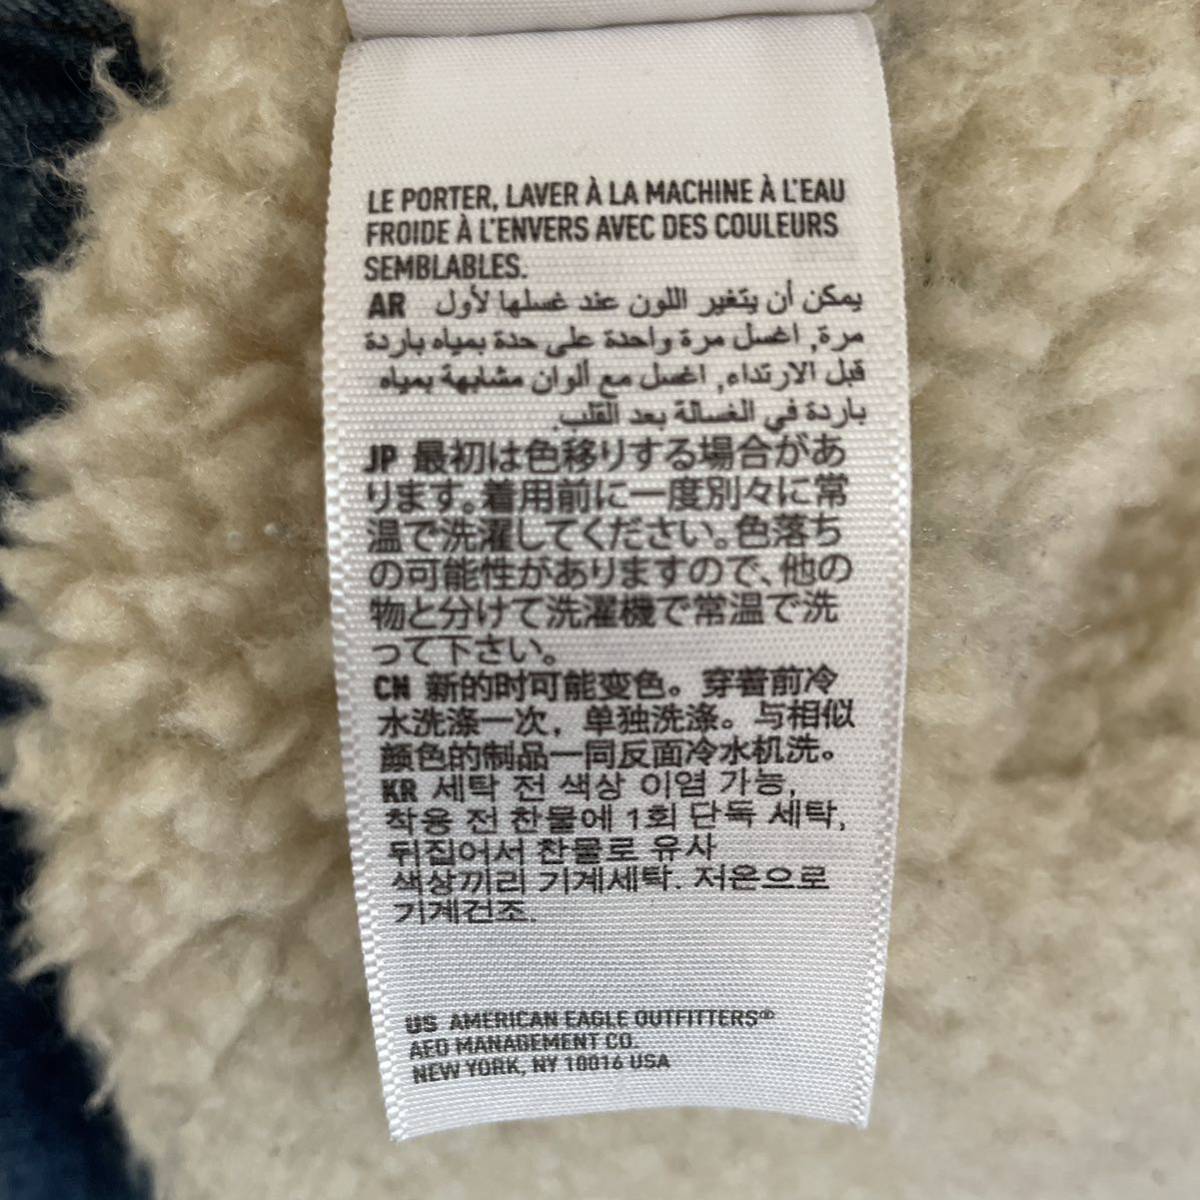 LE PORTER, LAVER À LA MACHINE À L'EAU
FROIDE À L'ENVERS AVEC DES COULEURS
SEMBLABLES.
AR يمكن أن يتغير اللون عند غسلها لأول
مرة, اغسل مرة واحدة على حدة بمياه باردة
قبل الارتداء, اغسل مع ألوان مشابهة بمياه
باردة في الغسالة بعد القلب.
JP 最初は色移りする場合があ
ります。着用前に一度別々に常
温で洗濯してください。色落ち
の可能性がありますので、他の
物と分けて洗濯機で常温で洗
って下さい。
CN 新的时可能变色。穿着前冷
水洗涤一次，单独洗涤。与相似
颜色的制品一同反面冷水机洗。
KR 세탁 전 색상 이염 가능,
착용 전 찬물에 1회 단독 세탁,
뒤집어서 찬물로 유사
색상끼리 기계세탁. 저온으로
기계건조.
US AMERICAN EAGLE OUTFITTERS®
AEO MANAGEMENT CO.
NEW YORK, NY 10016 USA